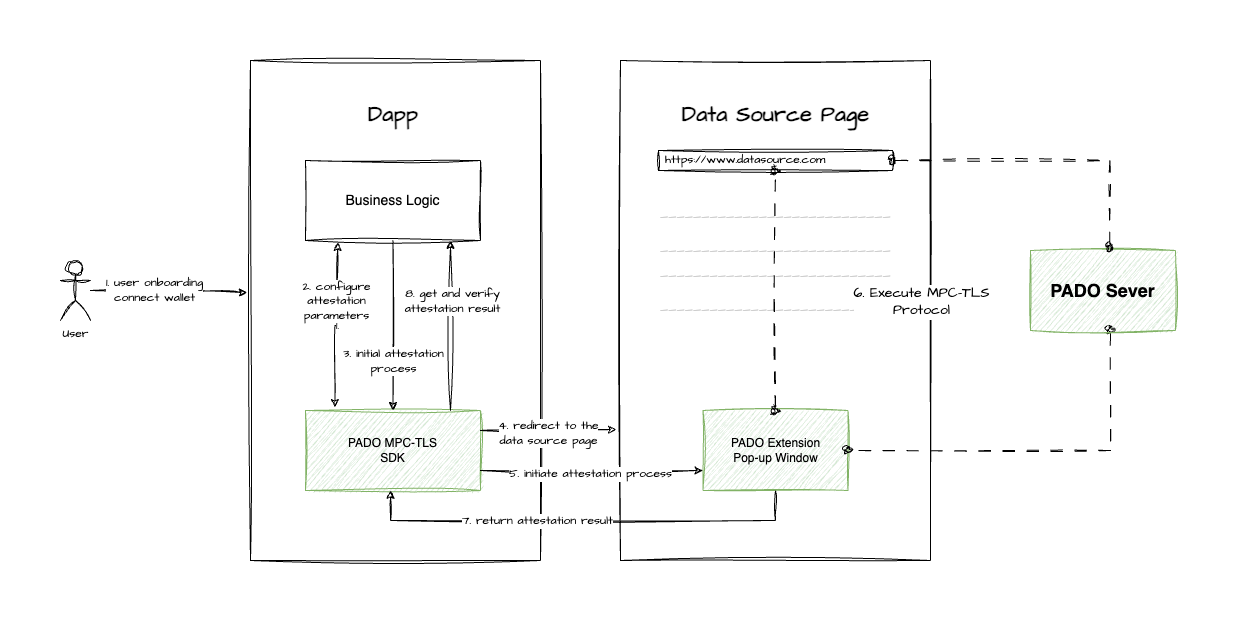 Dapp
Data Source Page
https://www.datasource.com
Business Logic
1. user onboarding
connect wallet
User
2. configure
attestation
parameters
1.
8. get and verify
attestation result
3. initial attestation
process
6. Execute MPC-TLS
Protocol
PADO Sever
PADO MPC-TLS
SDK
4. redirect to the
data source page
5. initiate attestation process
PADO Extension
Pop-up Window
7. return attestation result